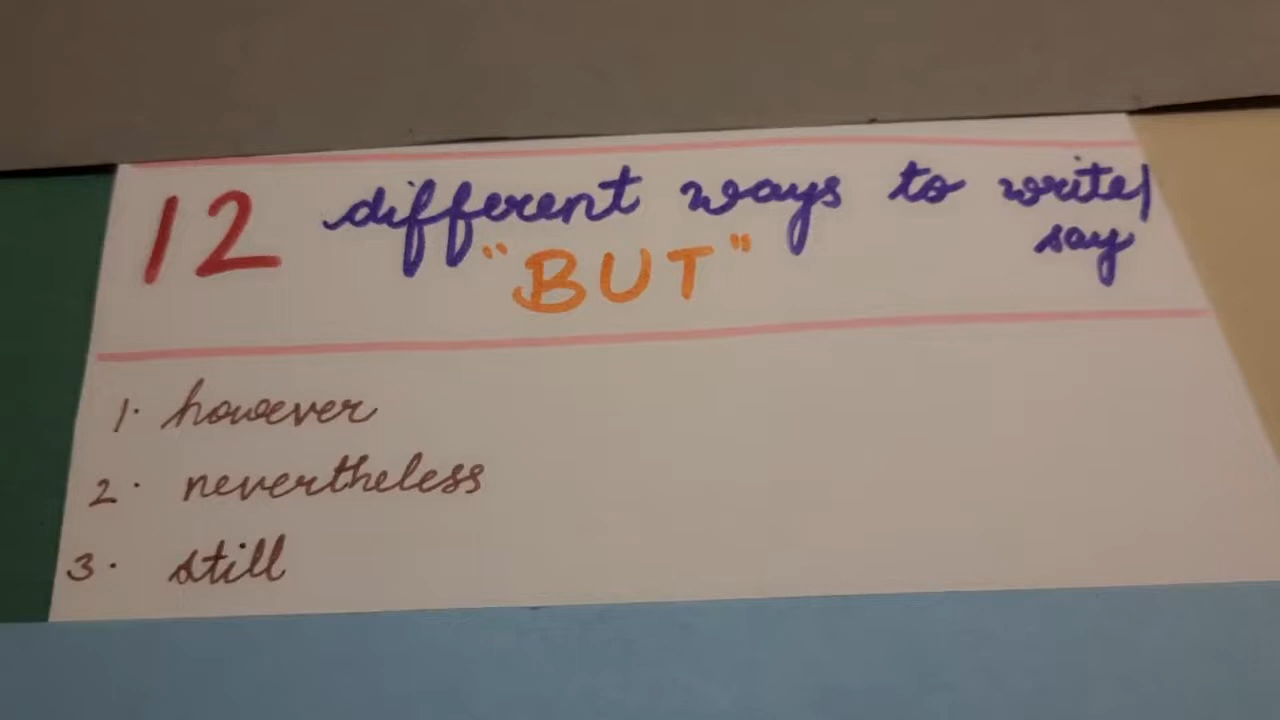 12 different ways to write/
say
"BUT"
1. however
2. nevertheless
3. still